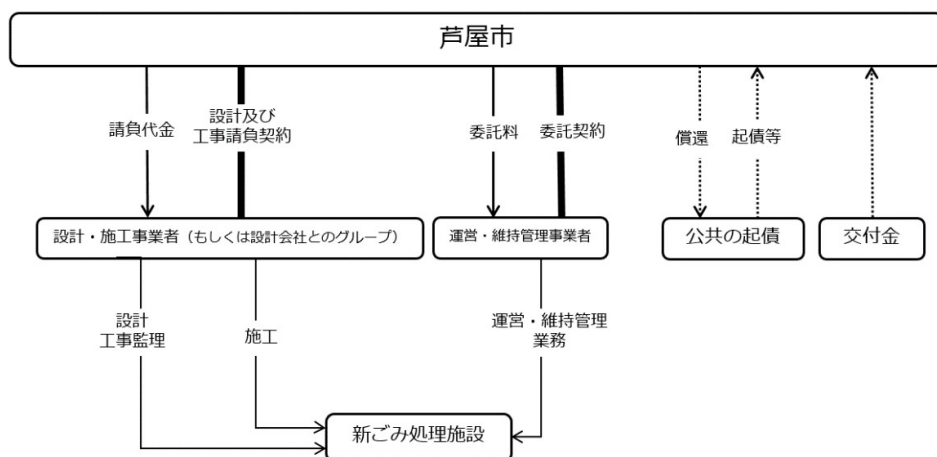 芦屋市
請負代金
設計及び
工事請負契約
委託料
委託契約
償還
起債等
設計・施工事業者（もしくは設計会社とのグループ）
運営・維持管理事業者
公共の起債
交付金
設計
工事監理
施工
運営・維持管理
業務
新ごみ処理施設